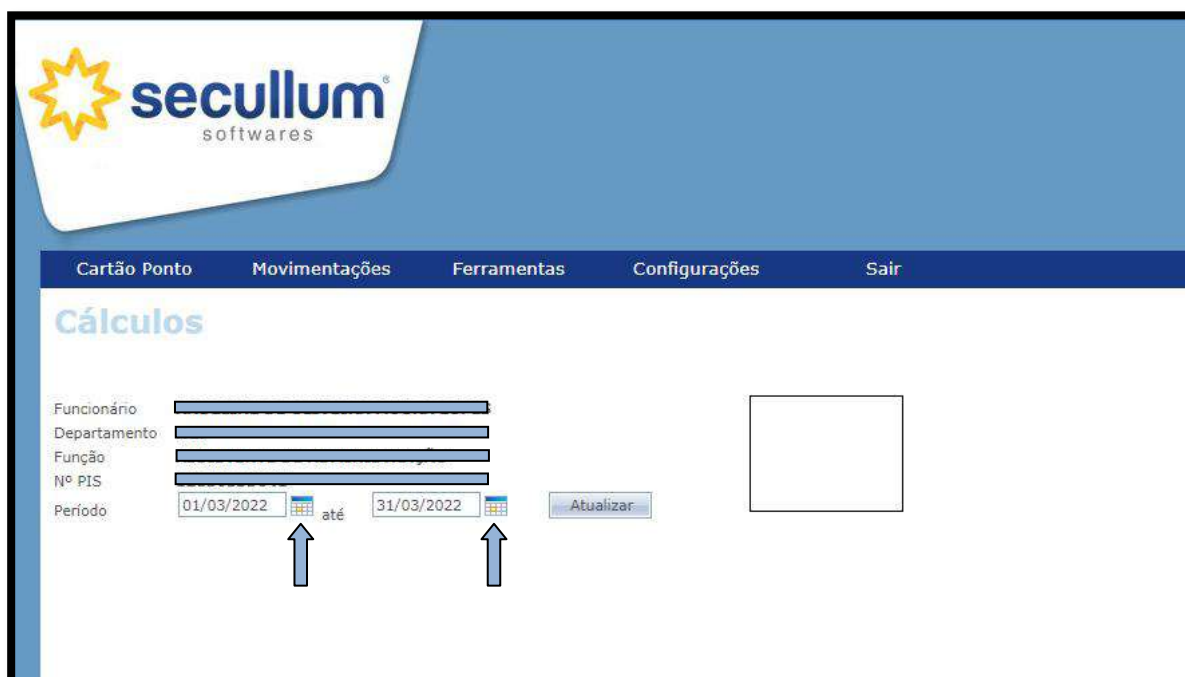 secullum
softwares
Cartão Ponto Movimentações Ferramentas Configurações Sair
Cálculos
Funcionário
Departamento
Função
Nº PIS
Período 01/03/2022 até 31/03/2022 Atualizar